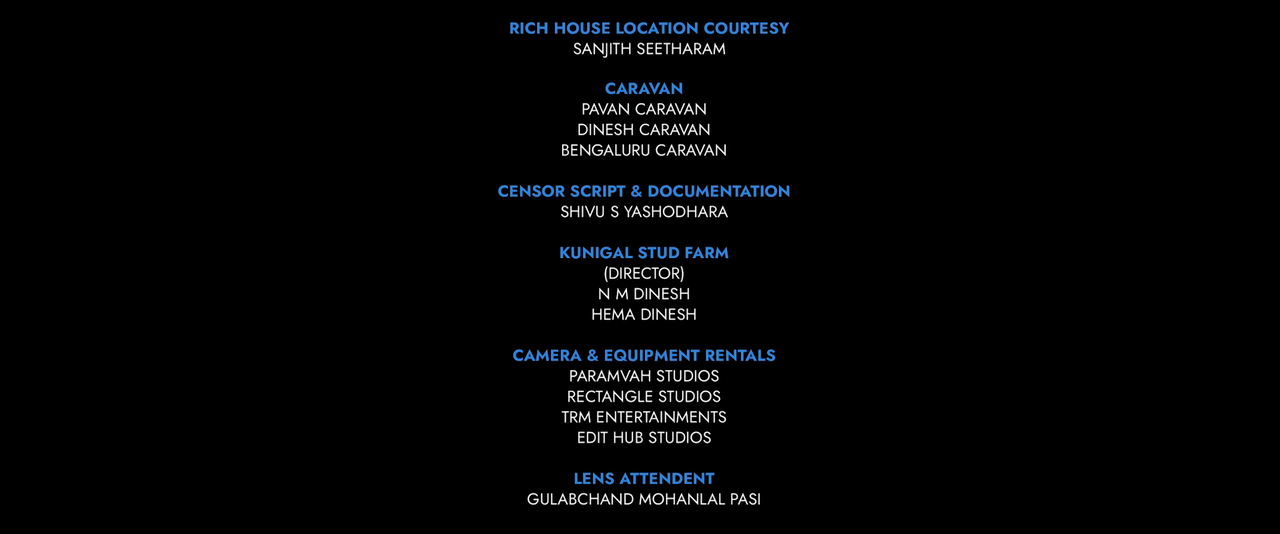 RICH HOUSE LOCATION COURTESY
SANJITH SEETHARAM
CARAVAN
PAVAN CARAVAN
DINESH CARAVAN
BENGALURU CARAVAN
CENSOR SCRIPT & DOCUMENTATION
SHIVU S YASHODHARA
KUNIGAL STUD FARM
(DIRECTOR)
N M DINESH
HEMA DINESH
CAMERA & EQUIPMENT RENTALS
PARAMVAH STUDIOS
RECTANGLE STUDIOS
TRM ENTERTAINMENTS
EDIT HUB STUDIOS
LENS ATTENDENT
GULABCHAND MOHANLAL PASI